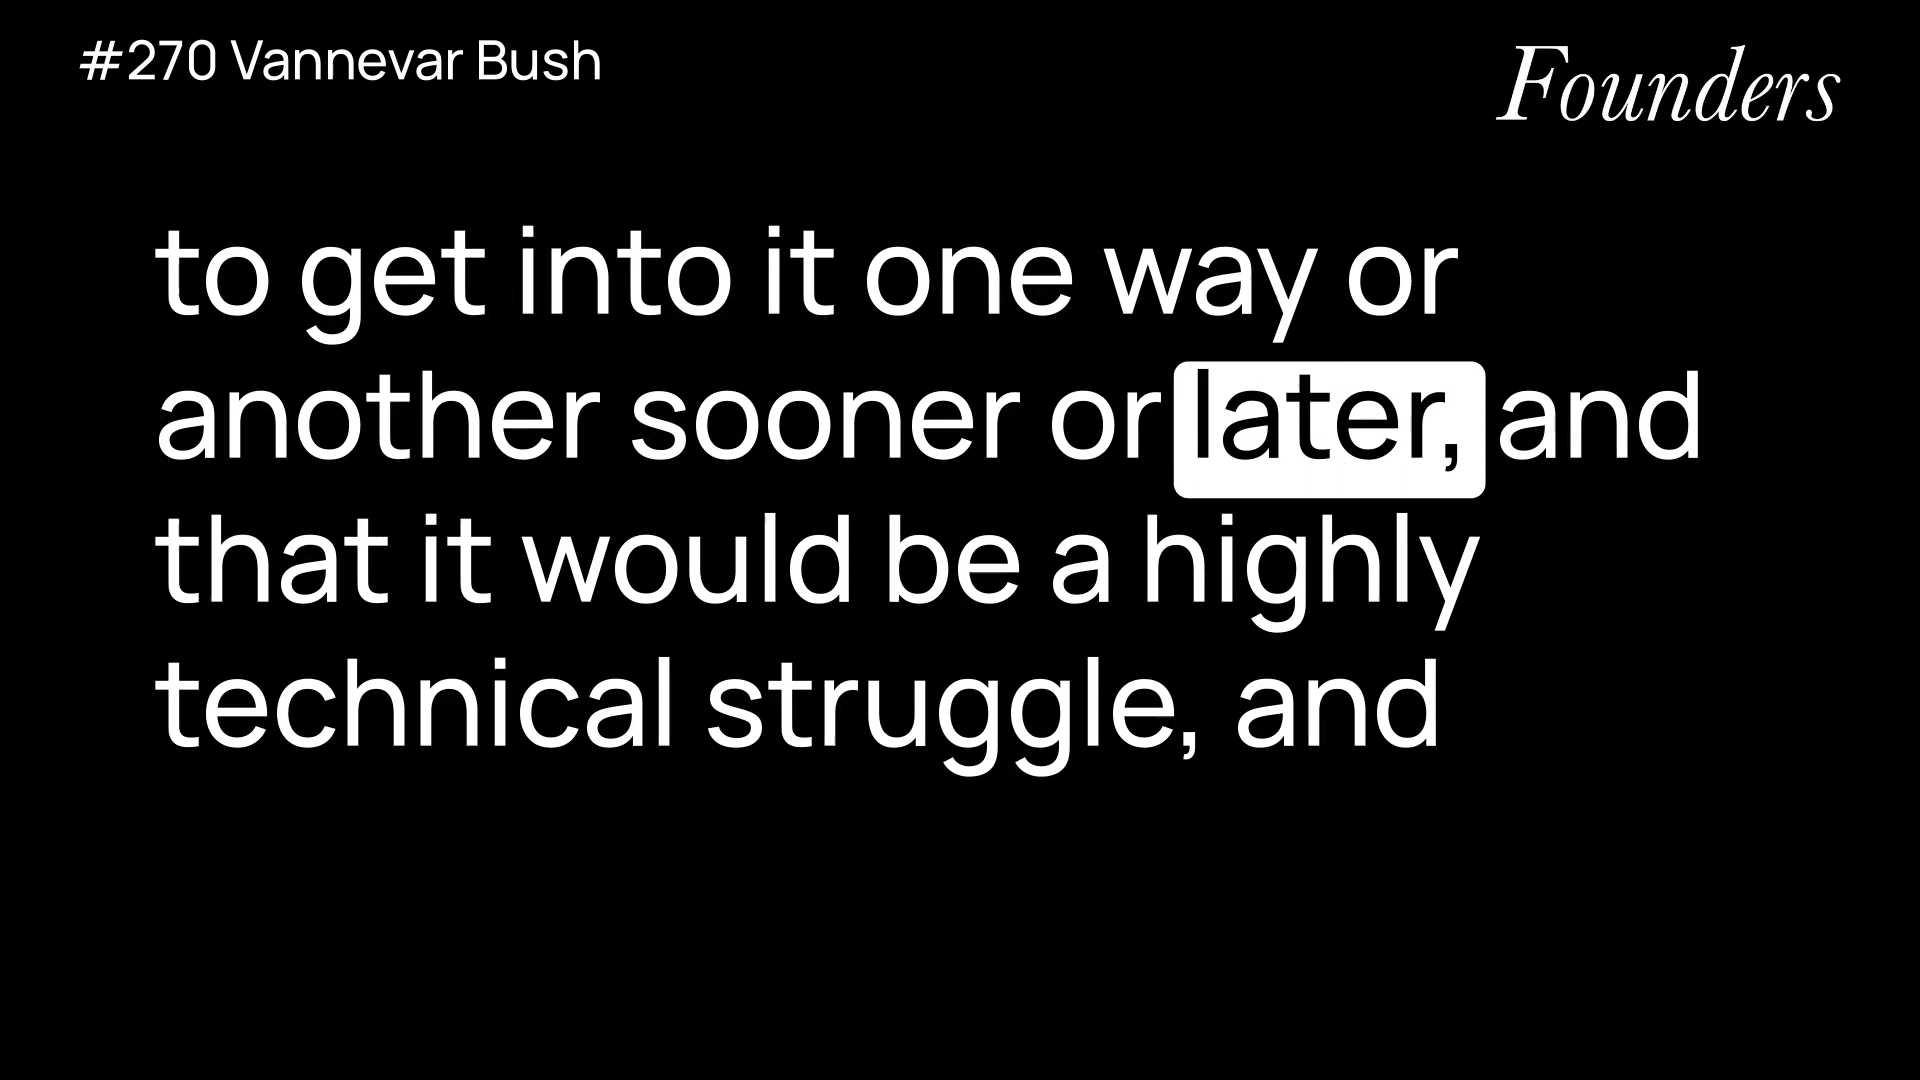 #270 Vannevar Bush
Founders
to get into it one way or
another sooner or later, and
that it would be a highly
technical struggle, and